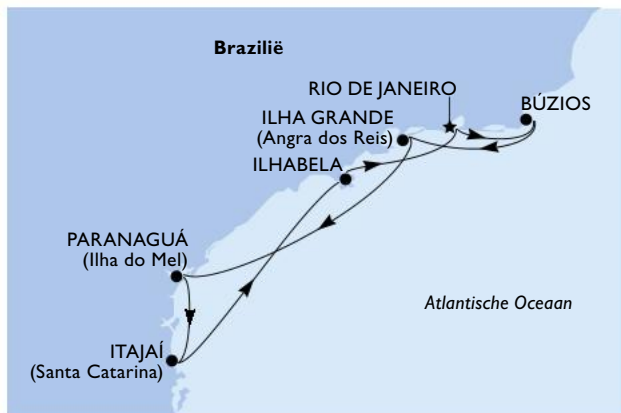 Brazilië
RIO DE JANEIRO
BÚZIOS
ILHA GRANDE
(Angra dos Reis)
ILHABELA
PARANAGUÁ
(Ilha do Mel)
Atlantische Oceaan
ITAJAÍ
(Santa Catarina)